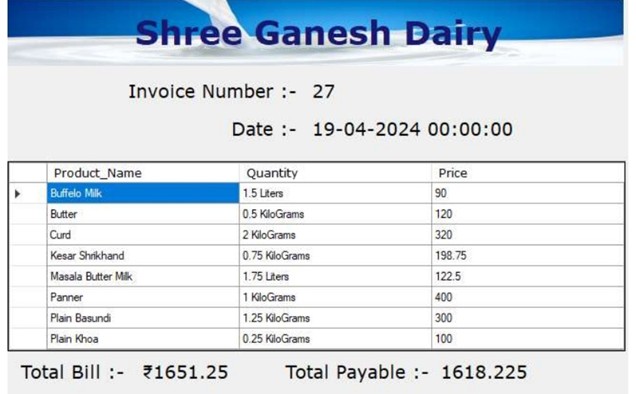 Shree Ganesh Dairy
Invoice Number :- 27
Date :- 19-04-2024 00:00:00
Product_Name Quantity Price
Buffelo Milk 1.5 Liters 90
Butter 0.5 KiloGrams 120
Curd 2 KiloGrams 320
Kesar Shrikhand 0.75 KiloGrams 198.75
Masala Butter Milk 1.75 Liters 122.5
Panner 1 KiloGrams 400
Plain Basundi 1.25 KiloGrams 300
Plain Khoa 0.25 KiloGrams 100
Total Bill :- ₹1651.25 Total Payable :- 1618.225